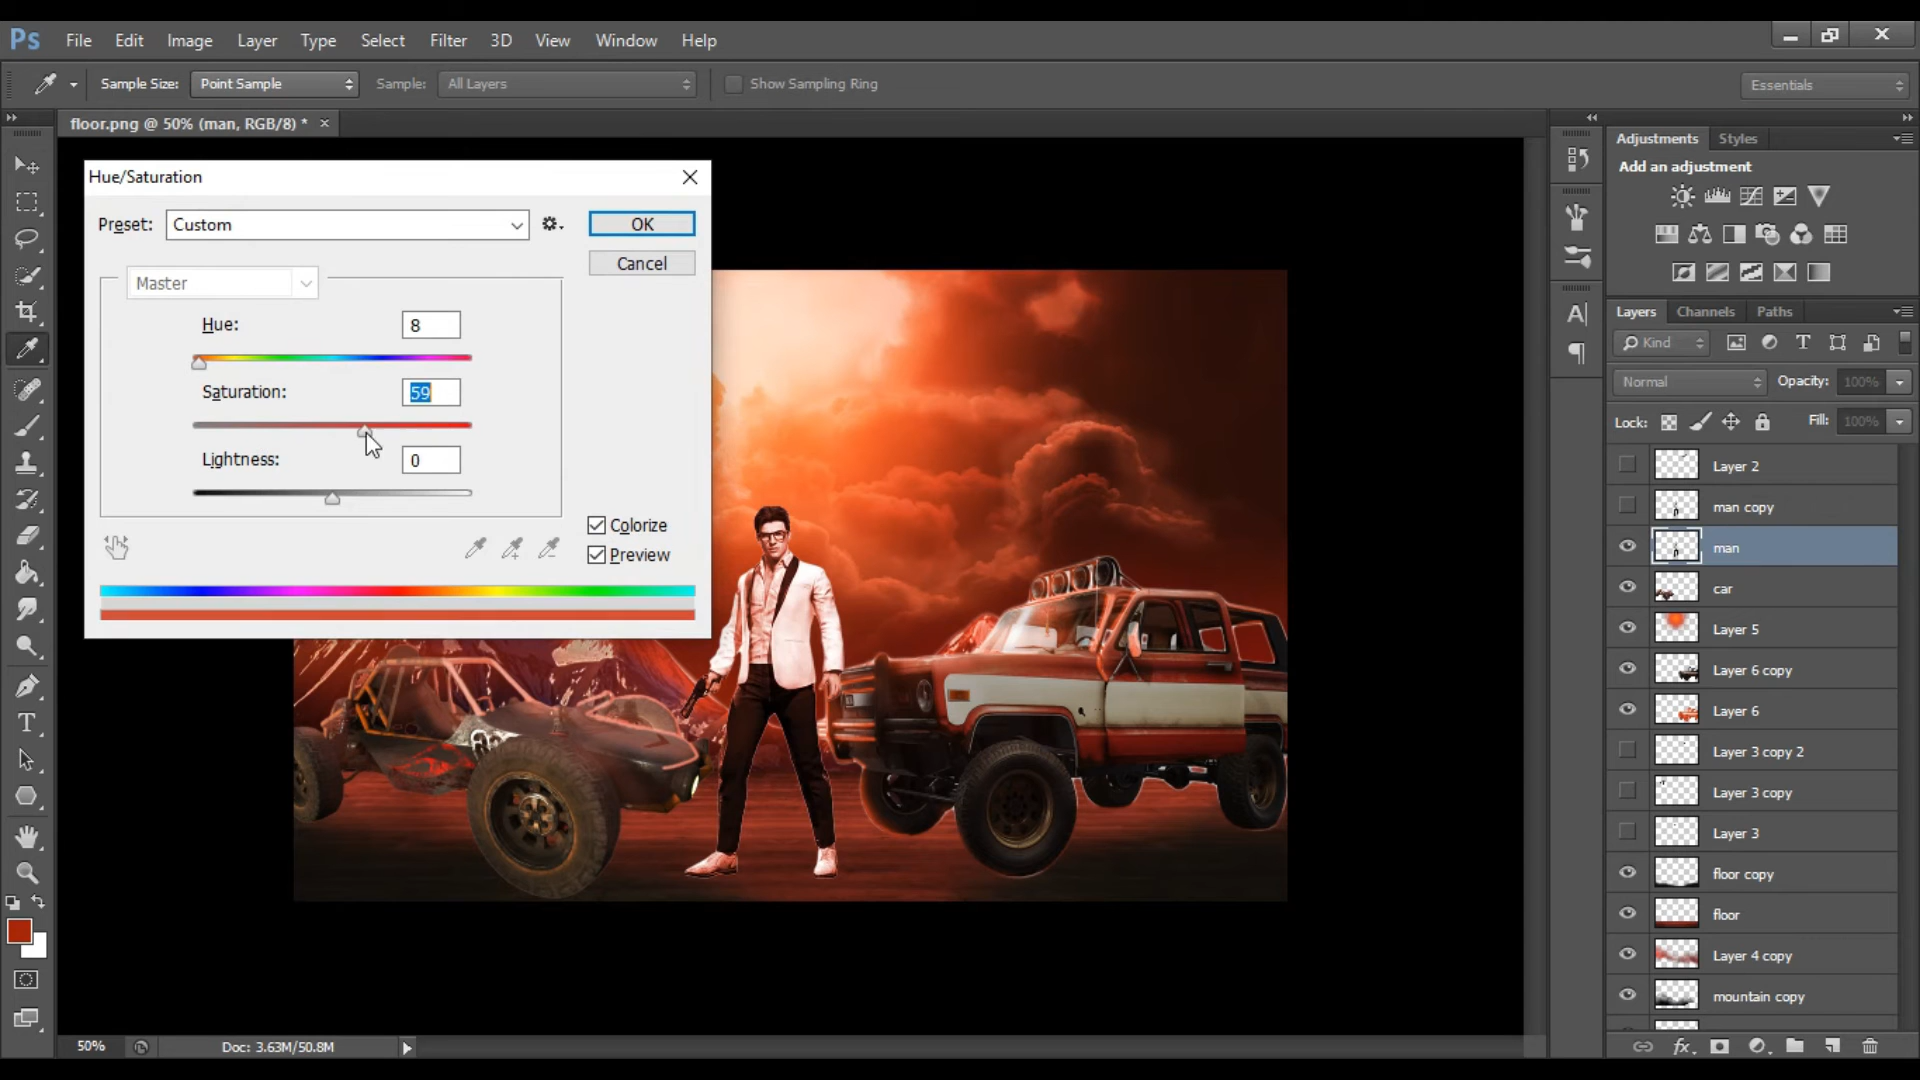 Ps File Edit Image Layer Type Select Filter 3D View Window Help
Sample Size: Point Sample Sample: All Layers Show Sampling Ring Essentials
floor.png @ 50% (man, RGB/8) * ×
Hue/Saturation
Preset: Custom OK
Cancel
Master
Hue: 8
Saturation: 59
Lightness: 0
Colorize
Preview
Adjustments Styles
Add an adjustment
Layers Channels Paths
Kind
Normal Opacity: 100%
Lock: Fill: 100%
Layer 2
man copy
man
car
Layer 5
Layer 6 copy
Layer 6
Layer 3 copy 2
Layer 3 copy
Layer 3
floor copy
floor
Layer 4 copy
mountain copy
50% Doc: 3.63M/50.8M